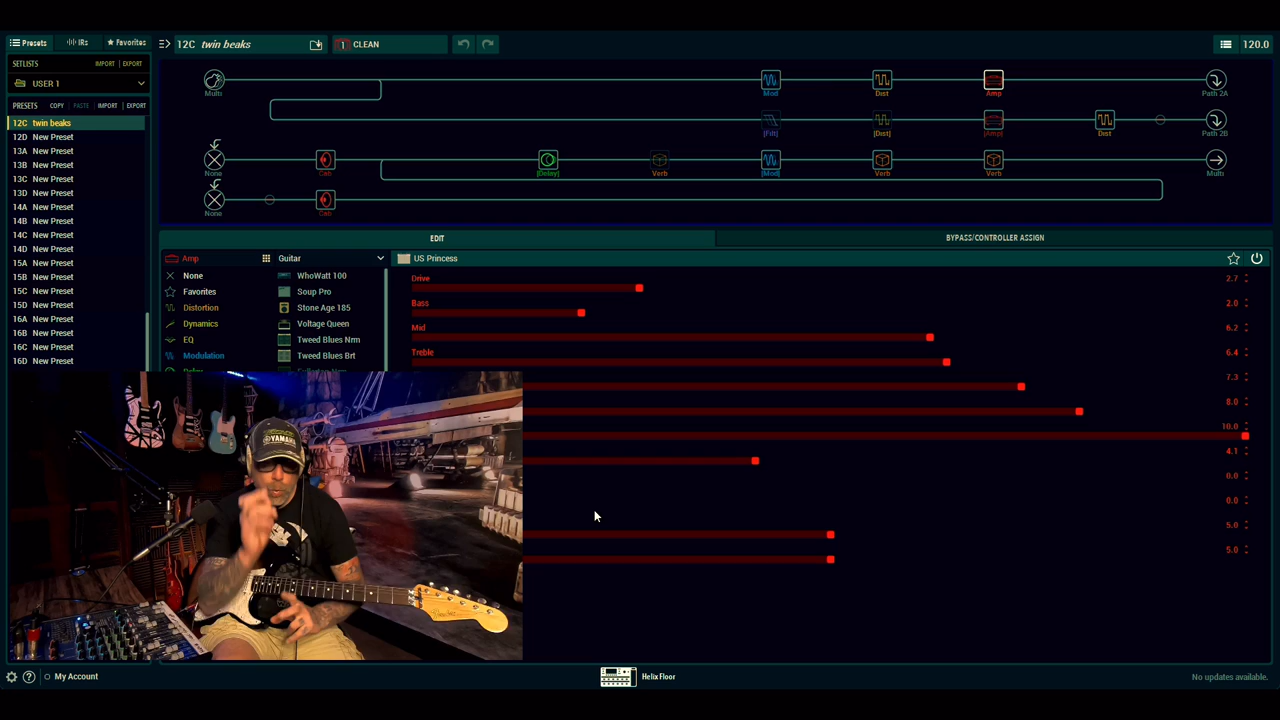 Presets IRs Favorites
12C twin beaks
1 CLEAN
120.0
SETLISTS IMPORT EXPORT
USER 1
PRESETS COPY PASTE IMPORT EXPORT
12C twin beaks
12D New Preset
13A New Preset
13B New Preset
13C New Preset
13D New Preset
14A New Preset
14B New Preset
14C New Preset
14D New Preset
15A New Preset
15B New Preset
15C New Preset
15D New Preset
16A New Preset
16B New Preset
16C New Preset
16D New Preset
Multi Mod Dist Amp Path 2A
[Filt] [Dist] [Amp] Dist Path 2B
None Cab [Delay] Verb [Mod] Verb Verb Multi
None Cab
EDIT
BYPASS/CONTROLLER ASSIGN
Amp Guitar
None
Favorites
Distortion
Dynamics
EQ
Modulation
WhoWatt 100
Soup Pro
Stone Age 185
Voltage Queen
Tweed Blues Nrm
Tweed Blues Brt
US Princess
Drive 2.7
Bass 2.0
Mid 6.2
Treble 6.4
7.3
8.0
10.0
4.1
0.0
0.0
5.0
5.0
YAMAHA
My Account
Helix Floor
No updates available.